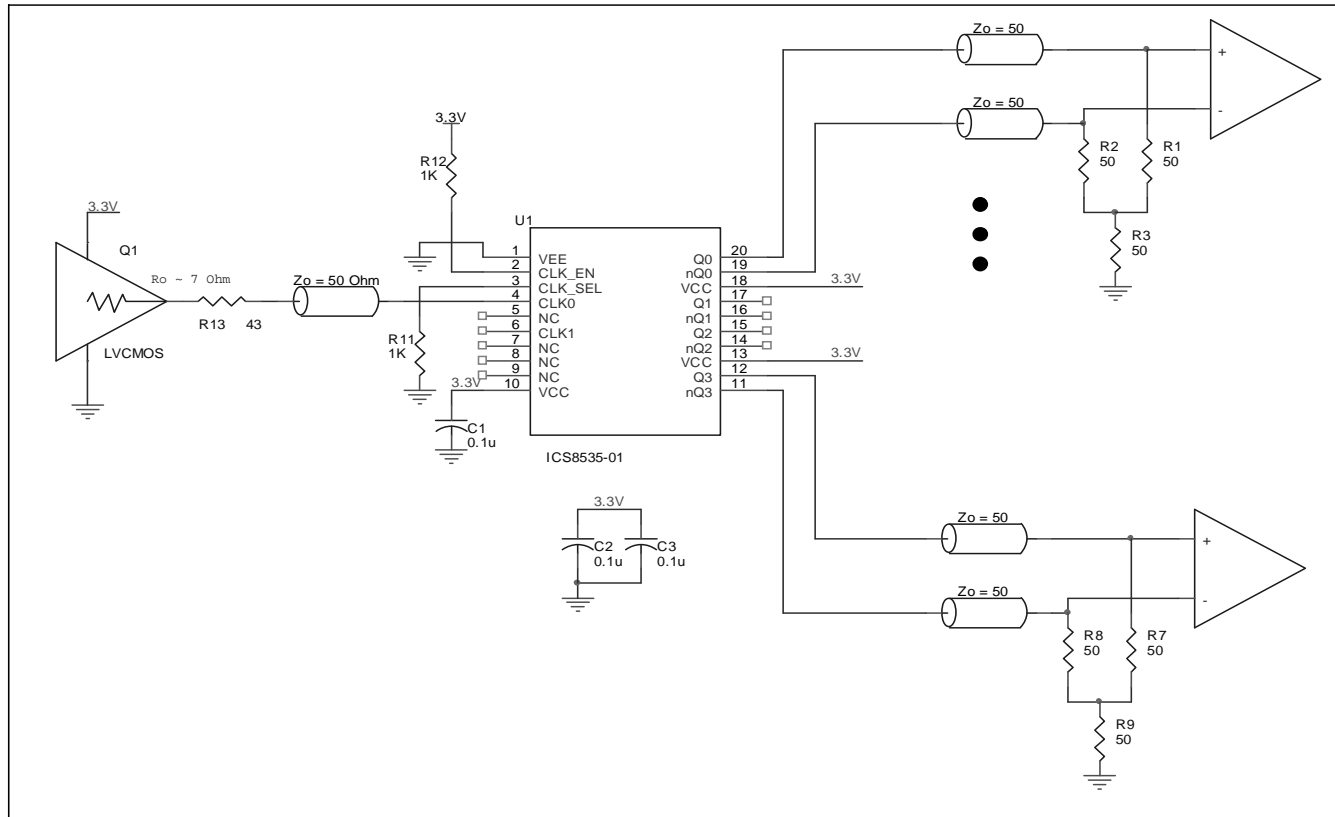 3.3V
Q1
Ro ~ 7 Ohm
R13 43
LVCMOS
Zo = 50 Ohm
3.3V
R12
1K
R11
1K
3.3V
C1
0.1u
U1
1 VEE
2 CLK_EN
3 CLK_SEL
4 CLK0
5 NC
6 CLK1
7 NC
8 NC
9 NC
10 VCC
Q0 20
nQ0 19
VCC 18
Q1 17
nQ1 16
Q2 15
nQ2 14
VCC 13
Q3 12
nQ3 11
ICS8535-01
3.3V
3.3V
3.3V
C2
0.1u
C3
0.1u
Zo = 50
Zo = 50
+
-
R2
50
R1
50
R3
50
Zo = 50
Zo = 50
+
-
R8
50
R7
50
R9
50